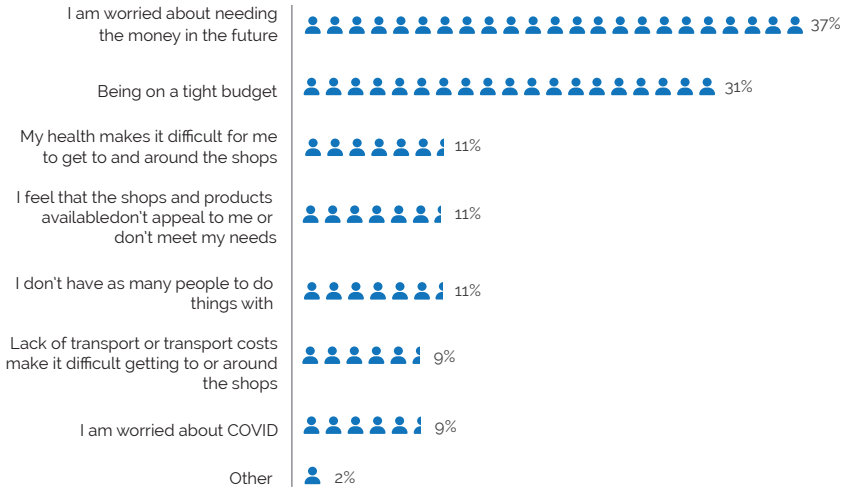 I am worried about needing
the money in the future
37%
Being on a tight budget
31%
My health makes it difficult for me
to get to and around the shops
11%
I feel that the shops and products
availabledon't appeal to me or
don't meet my needs
11%
I don't have as many people to do
things with
11%
Lack of transport or transport costs
make it difficult getting to or around
the shops
9%
I am worried about COVID
9%
Other
2%